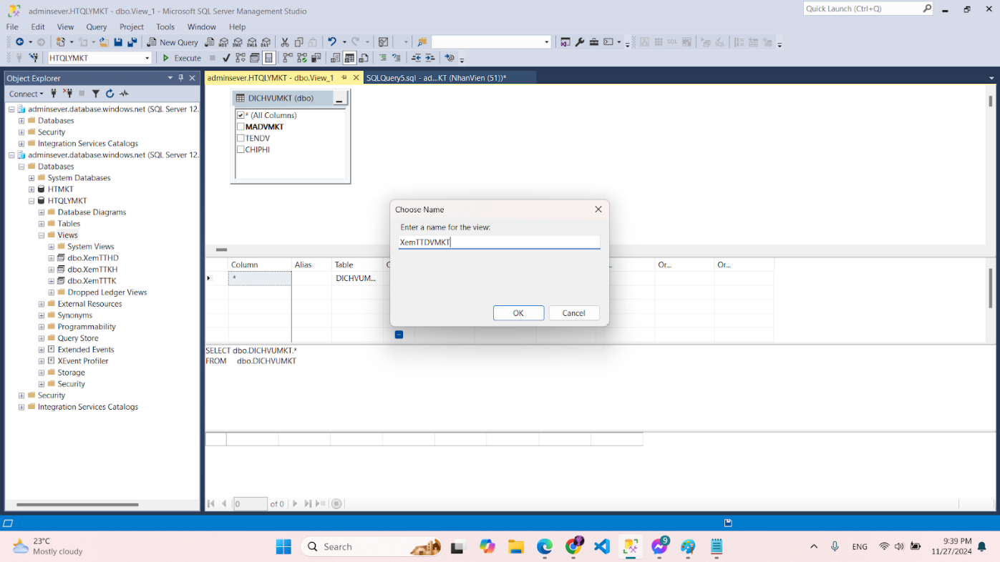 adminsever.HTQLYMKT - dbo.View_1 - Microsoft SQL Server Management Studio
Quick Launch (Ctrl+Q)
File Edit View Query Project Tools Window Help
New Query
HTQLYMKT Execute
Object Explorer
adminsever.HTQLYMKT - dbo.View_1
SQLQuery5.sql - ad...KT (NhanVien (51))*
Connect
adminsever.database.windows.net (SQL Server 12.
Databases
Security
Integration Services Catalogs
adminsever.database.windows.net (SQL Server 12.
Databases
System Databases
HTMKT
HTQLYMKT
Database Diagrams
Tables
Views
System Views
dbo.XemTTHD
dbo.XemTTKH
dbo.XemTTTK
Dropped Ledger Views
External Resources
Synonyms
Programmability
Query Store
Extended Events
XEvent Profiler
Storage
Security
Security
Integration Services Catalogs
DICHVUMKT (dbo)
* (All Columns)
MADVMKT
TENDV
CHIPHI
Choose Name
Enter a name for the view:
XemTTDVMKT
OK Cancel
Column Alias Table Or... Or...
* DICHVUM...
SELECT dbo.DICHVUMKT.*
FROM dbo.DICHVUMKT
0 of 0
23°C
Mostly cloudy
Search
9
ENG
9:39 PM
11/27/2024